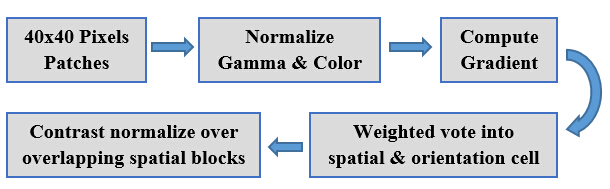 40x40 Pixels
Patches
Normalize
Gamma & Color
Compute
Gradient
Weighted vote into
spatial & orientation cell
Contrast normalize over
overlapping spatial blocks